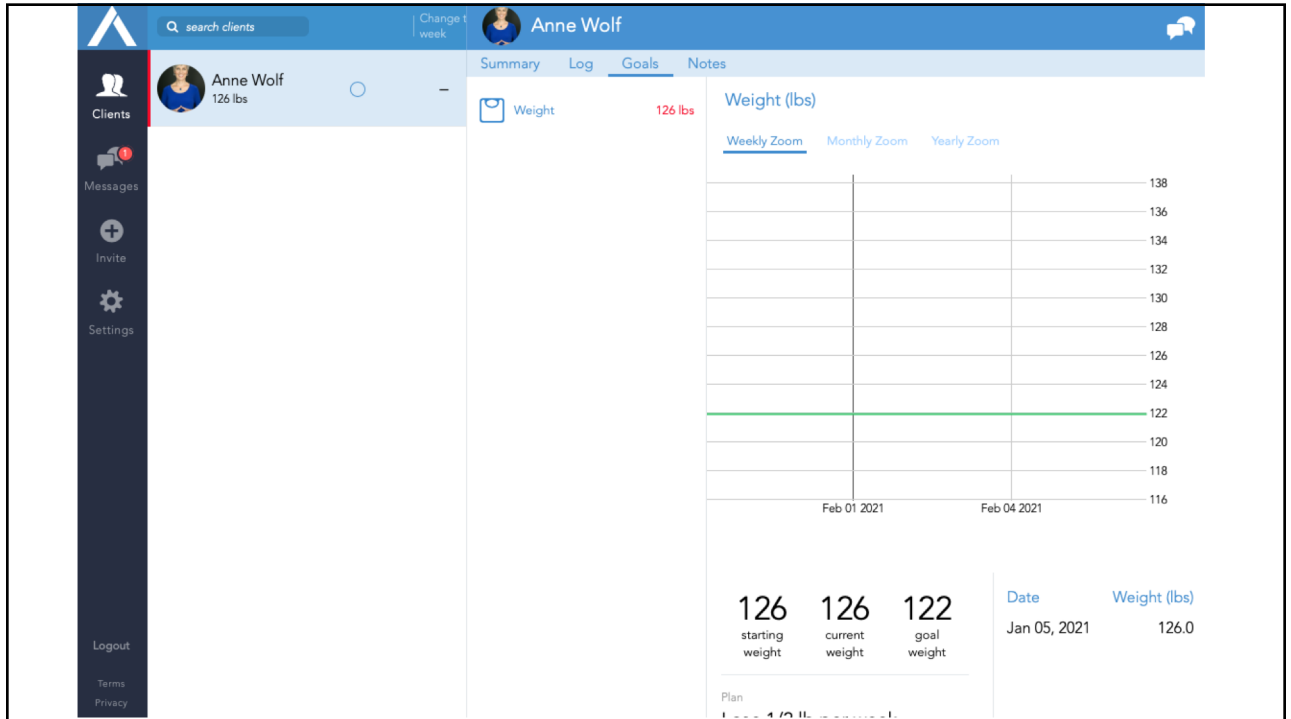 search clients
Change t
week
Anne Wolf
Clients
Messages
1
Invite
Settings
Logout
Terms
Privacy
Anne Wolf
126 lbs
–
Summary Log Goals Notes
Weight 126 lbs
Weight (lbs)
Weekly Zoom Monthly Zoom Yearly Zoom
138
136
134
132
130
128
126
124
122
120
118
116
Feb 01 2021 Feb 04 2021
126 126 122
starting current goal
weight weight weight
Date Weight (lbs)
Jan 05, 2021 126.0
Plan